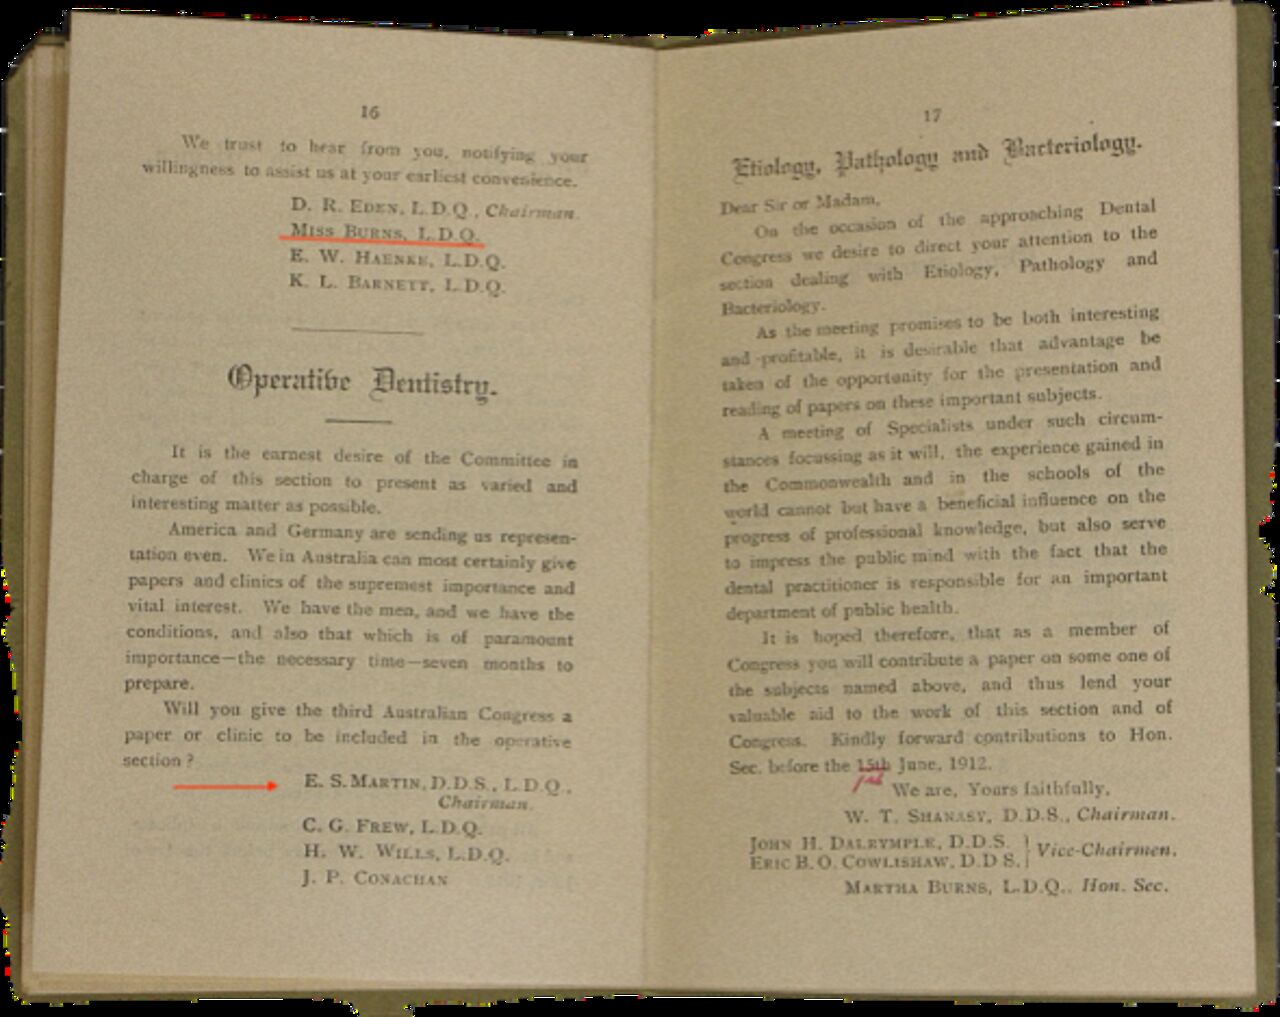 16
We trust to hear from you, notifying your
willingness to assist us at your earliest convenience.
D. R. EDEN, L.D.Q., Chairman.
MISS BURNS, L.D.Q.
E. W. HAENKE, L.D.Q.
K. L. BARNETT, L.D.Q.
Operative Dentistry.
It is the earnest desire of the Committee in
charge of this section to present as varied and
interesting matter as possible.
America and Germany are sending us represen-
tation even. We in Australia can most certainly give
papers and clinics of the supremest importance and
vital interest. We have the men, and we have the
conditions, and also that which is of paramount
importance—the necessary time—seven months to
prepare.
Will you give the third Australian Congress a
paper or clinic to be included in the operative
section?
E. S. MARTIN, D.D.S., L.D.Q.,
Chairman.
C. G. FREW, L.D.Q.
H. W. WILLS, L.D.Q.
J. P. CONACHAN
17
Etiology, Pathology and Bacteriology.
Dear Sir or Madam,
On the occasion of the approaching Dental
Congress we desire to direct your attention to the
section dealing with Etiology, Pathology and
Bacteriology.
As the meeting promises to be both interesting
and profitable, it is desirable that advantage be
taken of the opportunity for the presentation and
reading of papers on these important subjects.
A meeting of Specialists under such circum-
stances focussing as it will, the experience gained in
the Commonwealth and in the schools of the
world cannot but have a beneficial influence on the
progress of professional knowledge, but also serve
to impress the public mind with the fact that the
dental practitioner is responsible for an important
department of public health.
It is hoped therefore, that as a member of
Congress you will contribute a paper on some one of
the subjects named above, and thus lend your
valuable aid to the work of this section and of
Congress. Kindly forward contributions to Hon.
Sec. before the 15th June, 1912.
We are, Yours faithfully,
W. T. SHANASY, D.D.S., Chairman.
JOHN H. DALRYMPLE, D.D.S.
ERIC B. O. COWLISHAW, D.D.S. Vice-Chairmen.
MARTHA BURNS, L.D.Q., Hon. Sec.